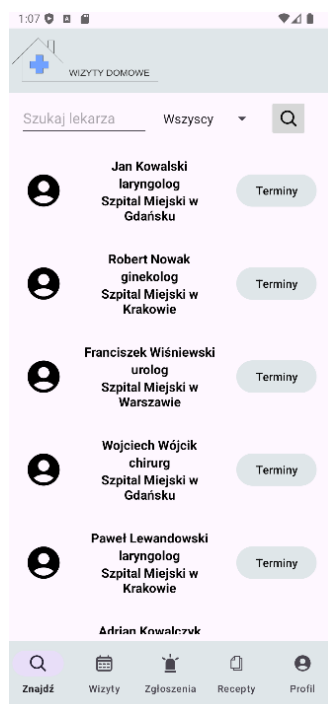 1:07
WIZYTY DOMOWE
Szukaj lekarza
Wszyscy
Jan Kowalski
laryngolog
Szpital Miejski w
Gdańsku
Terminy
Robert Nowak
ginekolog
Szpital Miejski w
Krakowie
Terminy
Franciszek Wiśniewski
urolog
Szpital Miejski w
Warszawie
Terminy
Wojciech Wójcik
chirurg
Szpital Miejski w
Gdańsku
Terminy
Paweł Lewandowski
laryngolog
Szpital Miejski w
Krakowie
Terminy
Adrian Kowalczyk
Znajdź
Wizyty
Zgłoszenia
Recepty
Profil